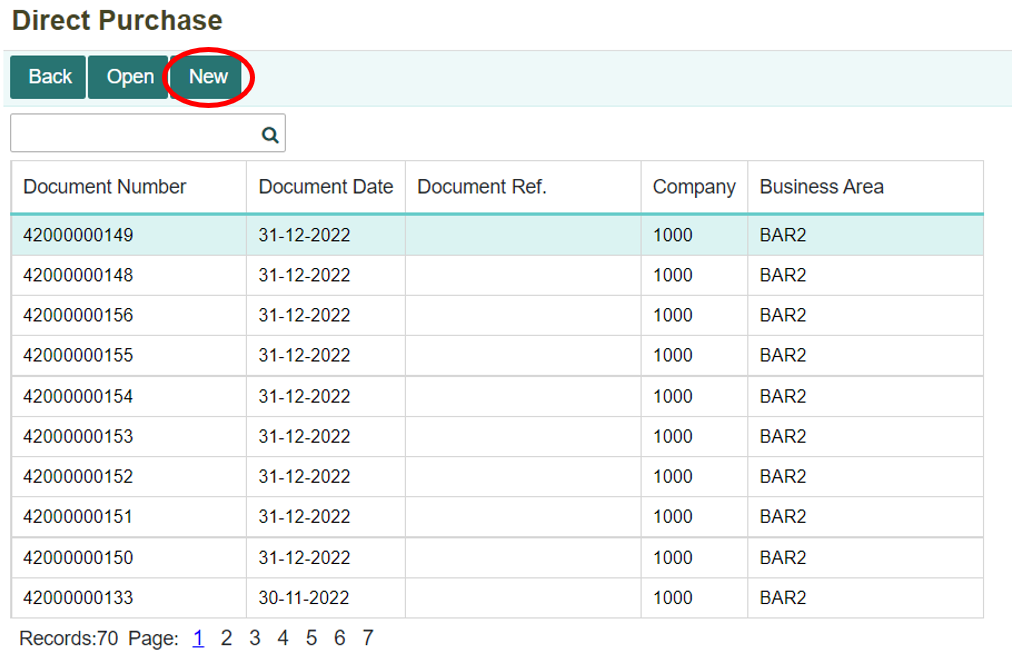 Direct Purchase
Back Open New
Document Number Document Date Document Ref. Company Business Area
42000000149 31-12-2022 1000 BAR2
42000000148 31-12-2022 1000 BAR2
42000000156 31-12-2022 1000 BAR2
42000000155 31-12-2022 1000 BAR2
42000000154 31-12-2022 1000 BAR2
42000000153 31-12-2022 1000 BAR2
42000000152 31-12-2022 1000 BAR2
42000000151 31-12-2022 1000 BAR2
42000000150 31-12-2022 1000 BAR2
42000000133 30-11-2022 1000 BAR2
Records:70 Page: 1 2 3 4 5 6 7